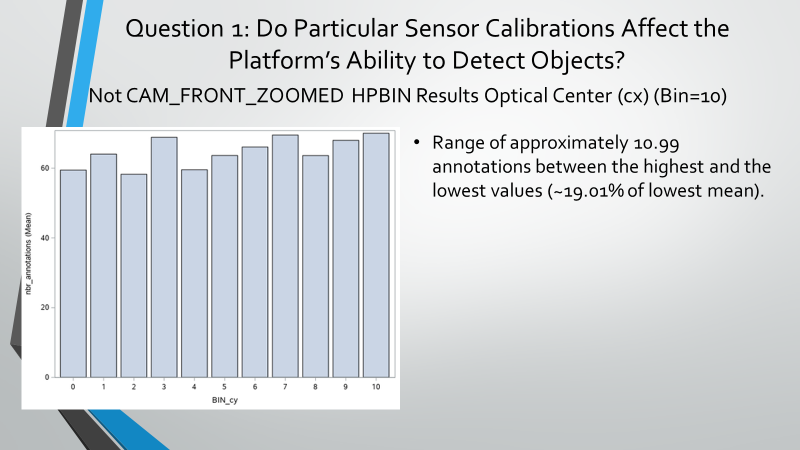 Question 1: Do Particular Sensor Calibrations Affect the
Platform's Ability to Detect Objects?
Not CAM_FRONT_ZOOMED HPBIN Results Optical Center (cx) (Bin=10)
• Range of approximately 10.99
annotations between the highest and the
lowest values (~19.01% of lowest mean).
nbr_annotations (Mean)
60
40
20
0
0 1 2 3 4 5 6 7 8 9 10
BIN_cy